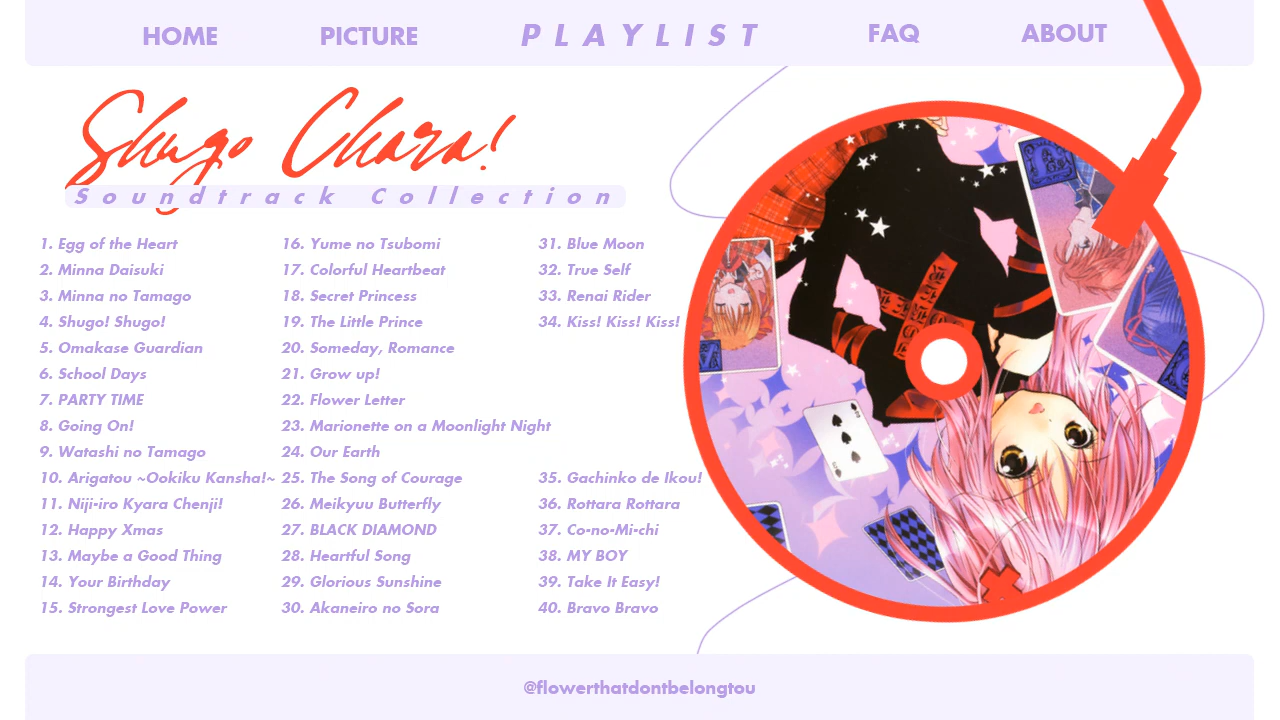 HOME PICTURE PLAYLIST FAQ ABOUT
Shugo Chara!
Soundtrack Collection
1. Egg of the Heart
2. Minna Daisuki
3. Minna no Tamago
4. Shugo! Shugo!
5. Omakase Guardian
6. School Days
7. PARTY TIME
8. Going On!
9. Watashi no Tamago
10. Arigatou ~Ookiku Kansha!~
11. Niji-iro Kyara Chenji!
12. Happy Xmas
13. Maybe a Good Thing
14. Your Birthday
15. Strongest Love Power
16. Yume no Tsubomi
17. Colorful Heartbeat
18. Secret Princess
19. The Little Prince
20. Someday, Romance
21. Grow up!
22. Flower Letter
23. Marionette on a Moonlight Night
24. Our Earth
25. The Song of Courage
26. Meikyuu Butterfly
27. BLACK DIAMOND
28. Heartful Song
29. Glorious Sunshine
30. Akaneiro no Sora
31. Blue Moon
32. True Self
33. Renai Rider
34. Kiss! Kiss! Kiss!
35. Gachinko de Ikou!
36. Rottara Rottara
37. Co-no-Mi-chi
38. MY BOY
39. Take It Easy!
40. Bravo Bravo
@flowerthatdontbelongtou